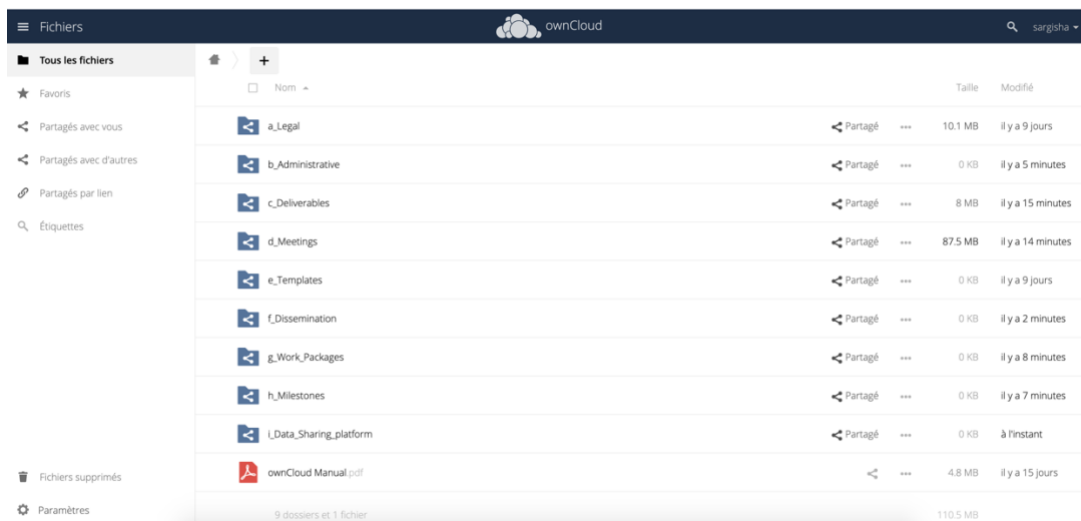 Fichiers
ownCloud
sargisha
Tous les fichiers
Favoris
Partagés avec vous
Partagés avec d'autres
Partagés par lien
Étiquettes
Fichiers supprimés
Paramètres
+
Nom Taille Modifié
a_Legal Partagé ... 10.1 MB il y a 9 jours
b_Administrative Partagé ... 0 KB il y a 5 minutes
c_Deliverables Partagé ... 8 MB il y a 15 minutes
d_Meetings Partagé ... 87.5 MB il y a 14 minutes
e_Templates Partagé ... 0 KB il y a 9 jours
f_Dissemination Partagé ... 0 KB il y a 2 minutes
g_Work_Packages Partagé ... 0 KB il y a 8 minutes
h_Milestones Partagé ... 0 KB il y a 7 minutes
i_Data_Sharing_platform Partagé ... 0 KB à l'instant
ownCloud Manual.pdf ... 4.8 MB il y a 15 jours
9 dossiers et 1 fichier 110.5 MB